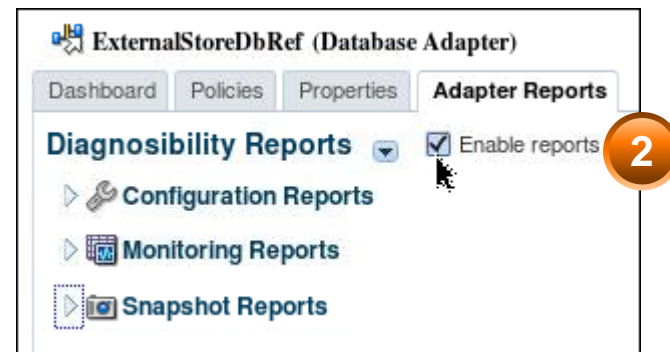 ExternalStoreDbRef (Database Adapter)
Dashboard Policies Properties Adapter Reports
Diagnosibility Reports Enable reports 2
Configuration Reports
Monitoring Reports
Snapshot Reports